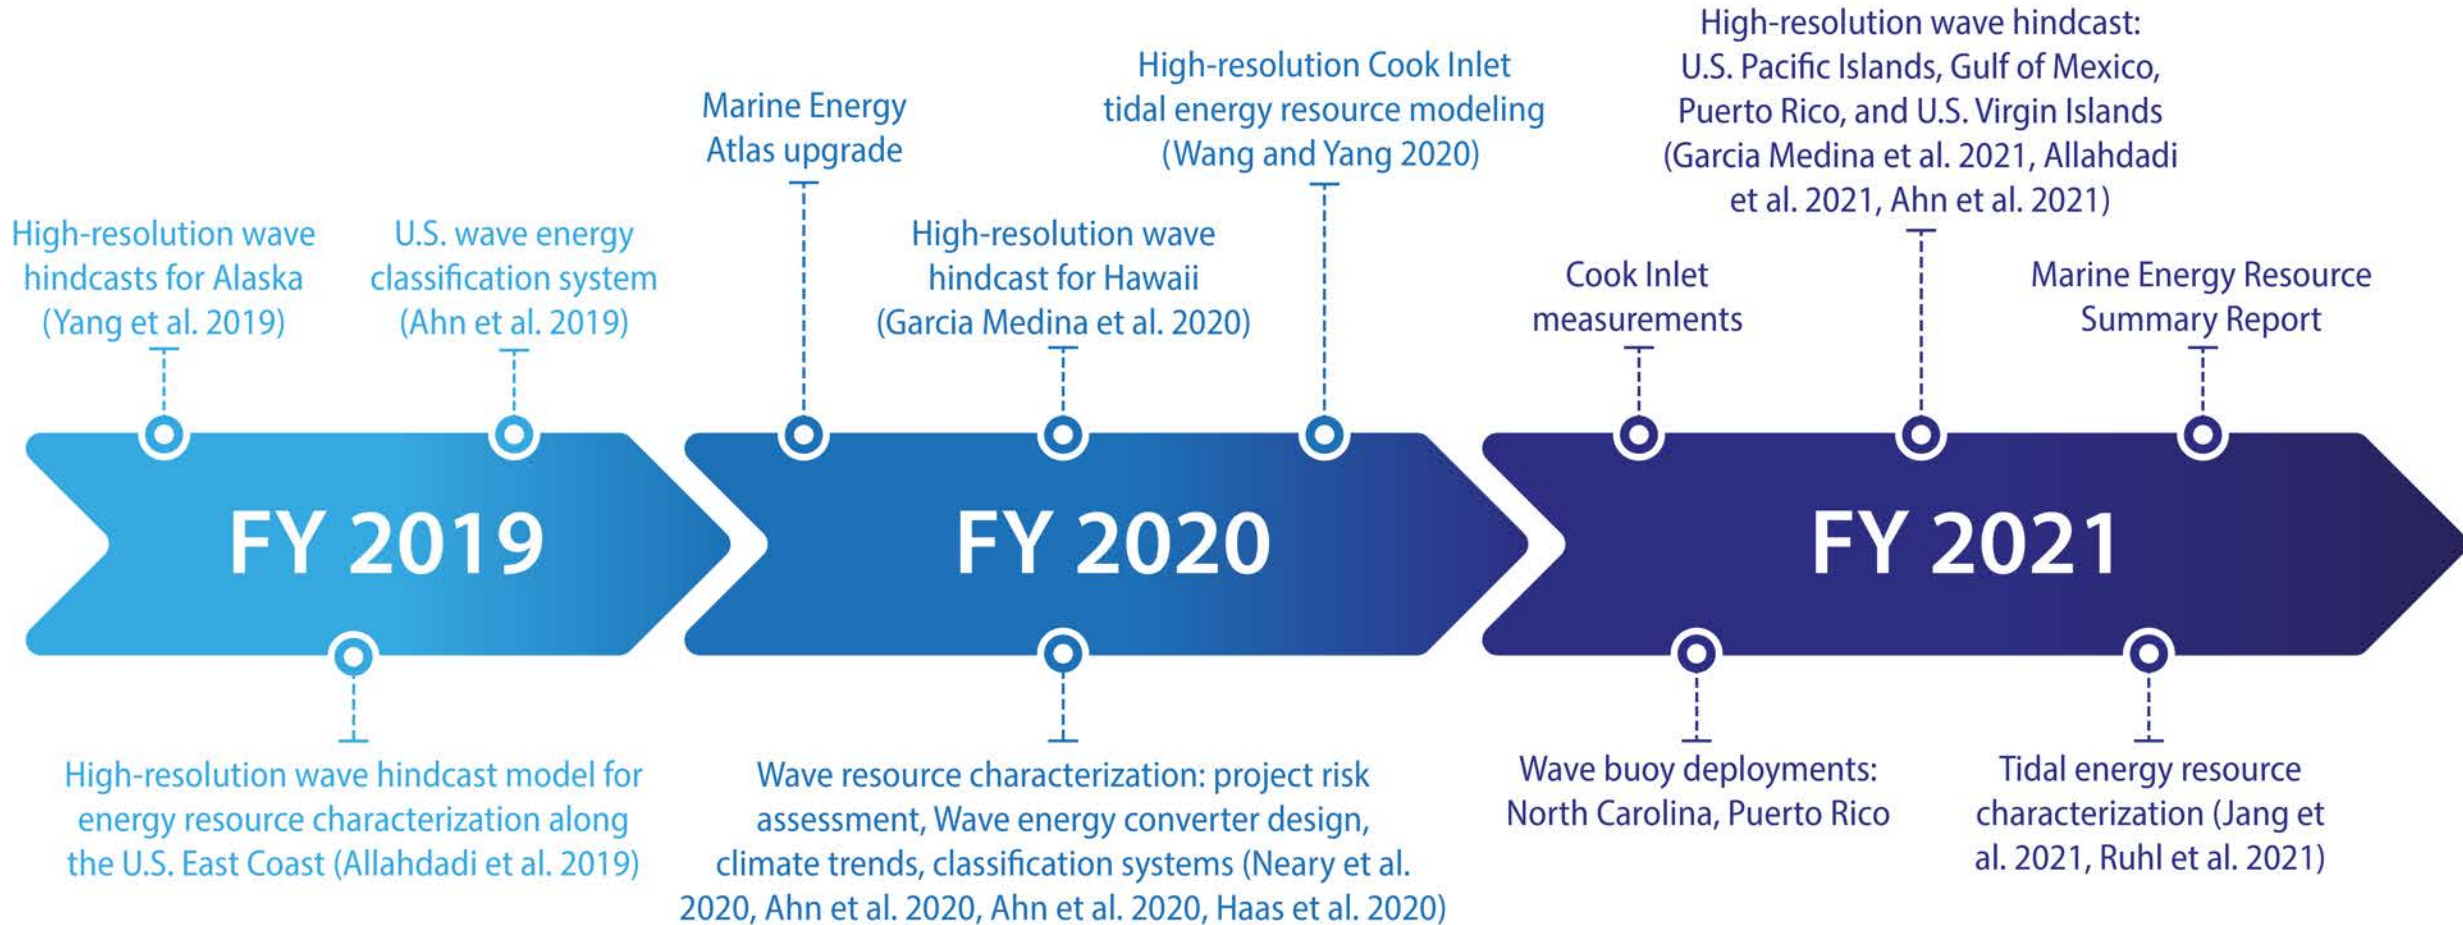 High-resolution wave
hindcasts for Alaska
(Yang et al. 2019)
U.S. wave energy
classification system
(Ahn et al. 2019)
Marine Energy
Atlas upgrade
High-resolution wave
hindcast for Hawaii
(Garcia Medina et al. 2020)
High-resolution Cook Inlet
tidal energy resource modeling
(Wang and Yang 2020)
Cook Inlet
measurements
High-resolution wave hindcast:
U.S. Pacific Islands, Gulf of Mexico,
Puerto Rico, and U.S. Virgin Islands
(Garcia Medina et al. 2021, Allahdadi
et al. 2021, Ahn et al. 2021)
Marine Energy Resource
Summary Report
FY 2019
FY 2020
FY 2021
High-resolution wave hindcast model for
energy resource characterization along
the U.S. East Coast (Allahdadi et al. 2019)
Wave resource characterization: project risk
assessment, Wave energy converter design,
climate trends, classification systems (Neary et al.
2020, Ahn et al. 2020, Ahn et al. 2020, Haas et al. 2020)
Wave buoy deployments:
North Carolina, Puerto Rico
Tidal energy resource
characterization (Jang et
al. 2021, Ruhl et al. 2021)